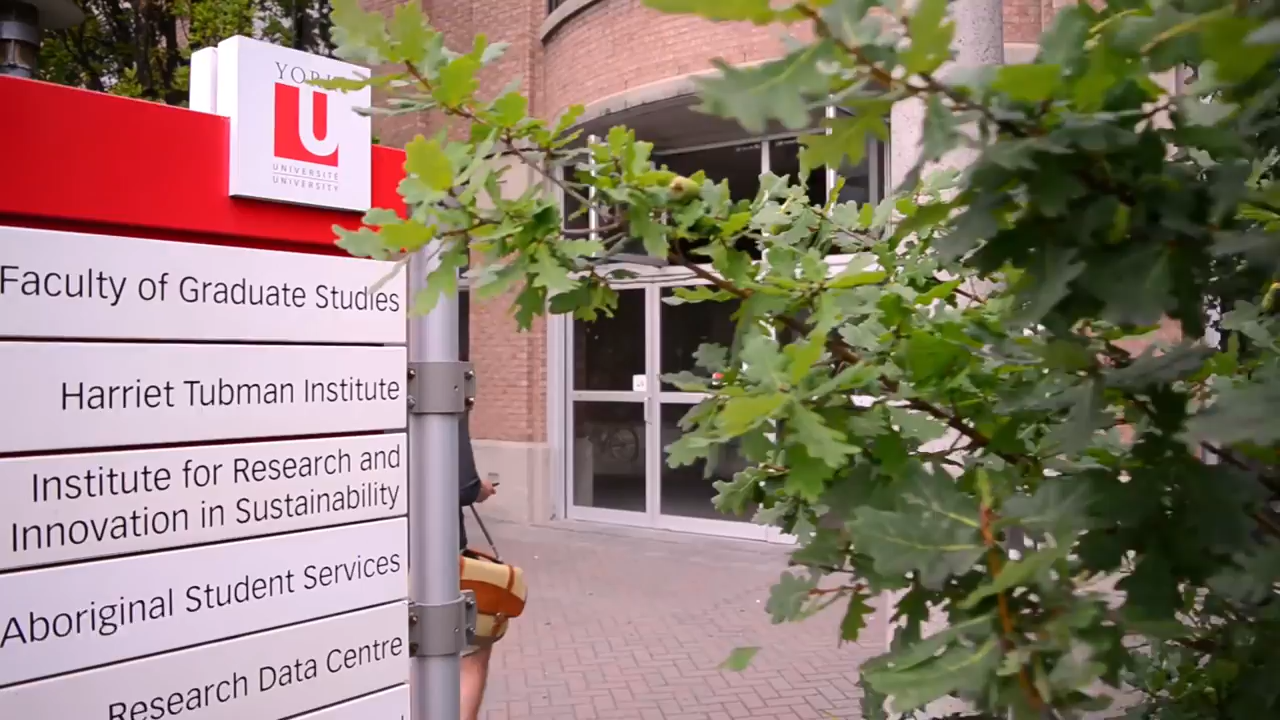 YORK
U
UNIVERSITÉ
UNIVERSITY
Faculty of Graduate Studies
Harriet Tubman Institute
Institute for Research and
Innovation in Sustainability
Aboriginal Student Services
Research Data Centre